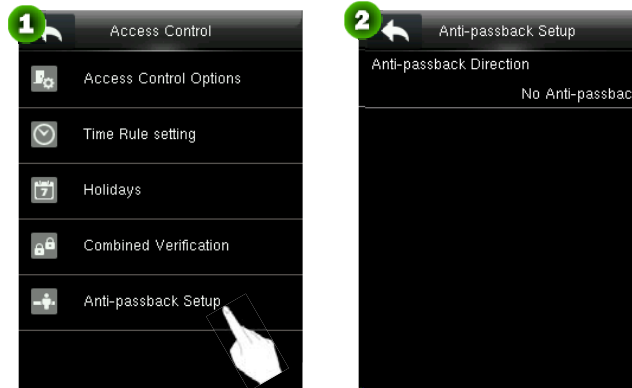 1
Access Control
Access Control Options
Time Rule setting
7
Holidays
Combined Verification
Anti-passback Setup
2
Anti-passback Setup
Anti-passback Direction
No Anti-passbac